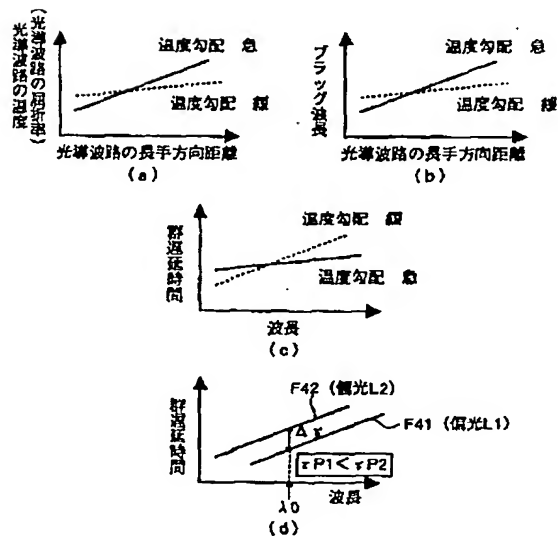 光導波路の温度
(光導波路の屈折率)
温度勾配 急
温度勾配 緩
光導波路の長手方向距離
(a)
ブラッグ波長
温度勾配 急
温度勾配 緩
光導波路の長手方向距離
(b)
群遅延時間
温度勾配 緩
温度勾配 急
波長
(c)
群遅延時間
F42 (偏光L2)
F41 (偏光L1)
Δτ
τP1<τP2
λ0
波長
(d)